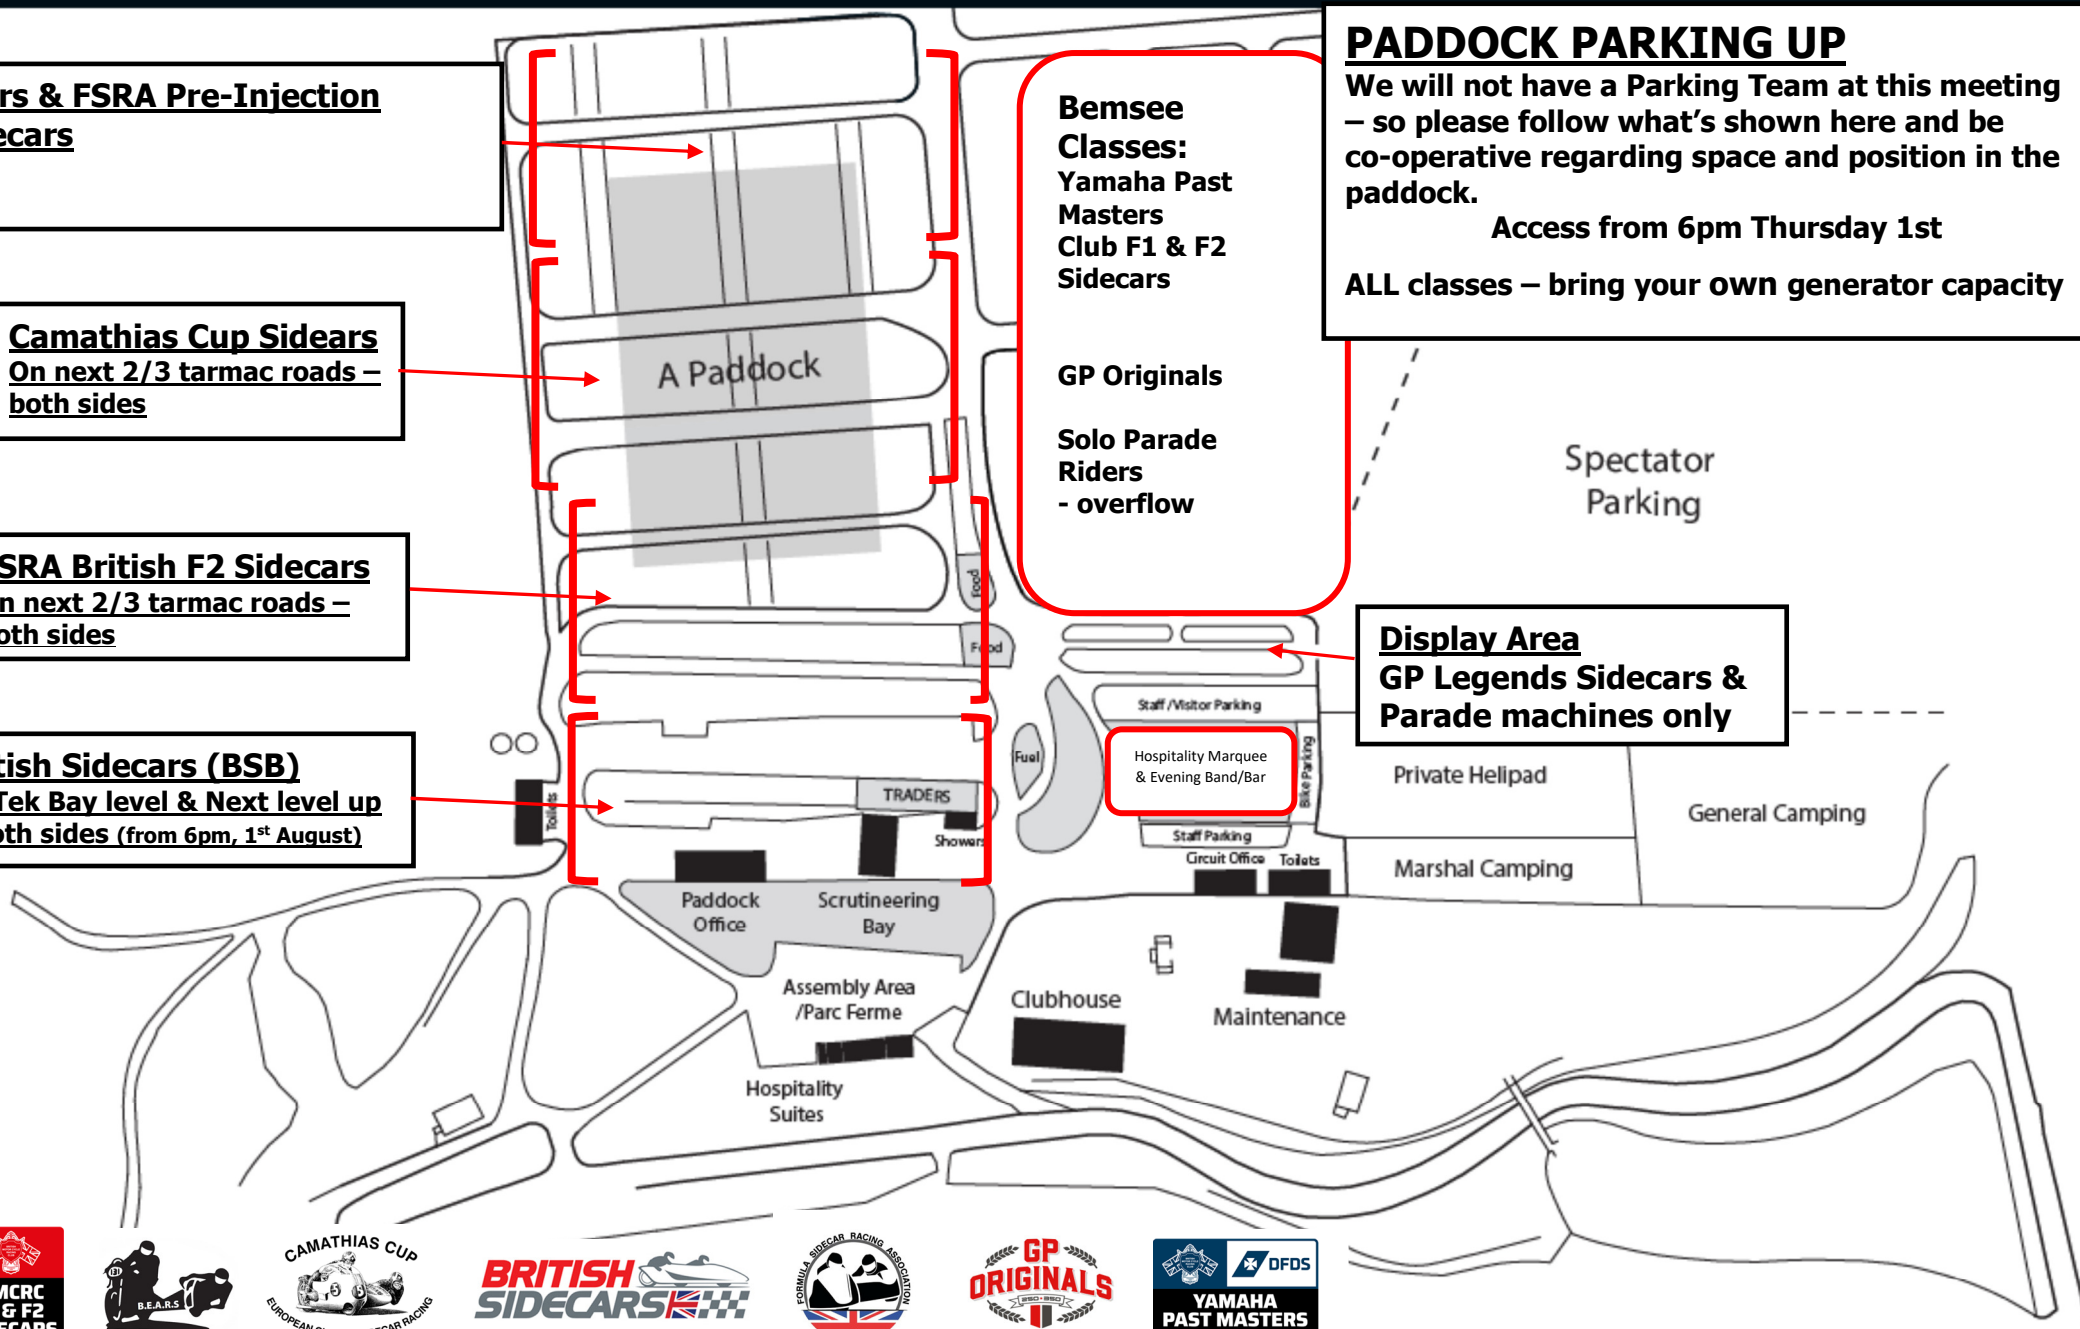 PADDOCK PARKING UP
We will not have a Parking Team at this meeting
– so please follow what's shown here and be
co-operative regarding space and position in the
paddock.
Access from 6pm Thursday 1st
ALL classes – bring your own generator capacity
rs & FSRA Pre-Injection
ecars
Bemsee
Classes:
Yamaha Past
Masters
Club F1 & F2
Sidecars
GP Originals
Solo Parade
Riders
- overflow
Camathias Cup Sidears
On next 2/3 tarmac roads –
both sides
A Paddock
Spectator
Parking
SRA British F2 Sidecars
n next 2/3 tarmac roads –
oth sides
Food
Food
Display Area
GP Legends Sidecars &
Parade machines only
Staff /Visitor Parking
tish Sidecars (BSB)
Tek Bay level & Next level up
oth sides (from 6pm, 1st August)
Toilets
TRADERS
Showers
Fuel
Hospitality Marquee
& Evening Band/Bar
Bike Parking
Private Helipad
General Camping
Staff Parking
Circuit Office
Toilets
Marshal Camping
Paddock
Office
Scrutineering
Bay
Assembly Area
/Parc Ferme
Clubhouse
Maintenance
Hospitality
Suites
MCRC
& F2
ECARS
B.E.A.R.S
131
CAMATHIAS CUP
BRITISH
SIDECARS
FORMULA SIDECAR RACING ASSOCIATION
GP
ORIGINALS
250 • 350
DFDS
YAMAHA
PAST MASTERS